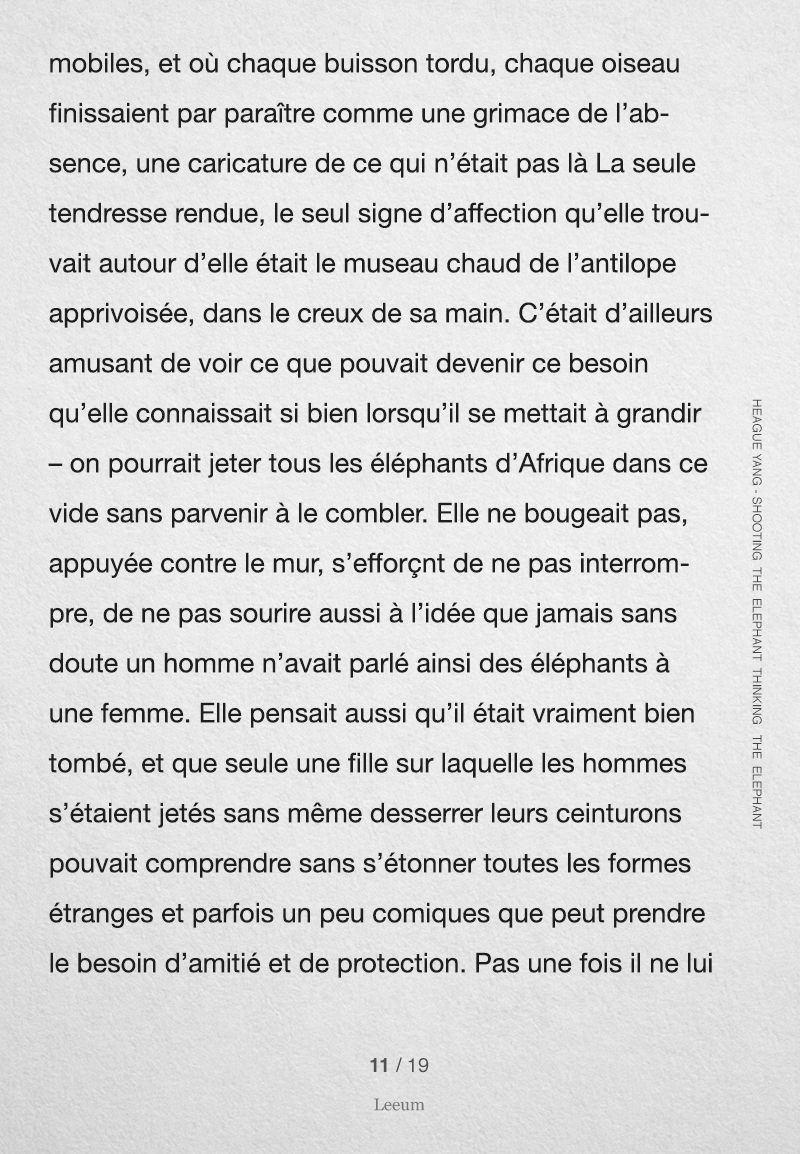 mobiles, et où chaque buisson tordu, chaque oiseau
finissaient par paraître comme une grimace de l’ab-
sence, une caricature de ce qui n’était pas là La seule
tendresse rendue, le seul signe d’affection qu’elle trou-
vait autour d’elle était le museau chaud de l’antilope
apprivoisée, dans le creux de sa main. C’était d’ailleurs
amusant de voir ce que pouvait devenir ce besoin
qu’elle connaissait si bien lorsqu’il se mettait à grandir
– on pourrait jeter tous les éléphants d’Afrique dans ce
vide sans parvenir à le combler. Elle ne bougeait pas,
appuyée contre le mur, s’efforçnt de ne pas interrom-
pre, de ne pas sourire aussi à l’idée que jamais sans
doute un homme n’avait parlé ainsi des éléphants à
une femme. Elle pensait aussi qu’il était vraiment bien
tombé, et que seule une fille sur laquelle les hommes
s’étaient jetés sans même desserrer leurs ceinturons
pouvait comprendre sans s’étonner toutes les formes
étranges et parfois un peu comiques que peut prendre
le besoin d’amitié et de protection. Pas une fois il ne lui
HEAGUE YANG - SHOOTING THE ELEPHANT THINKING THE ELEPHANT
11 / 19
Leeum